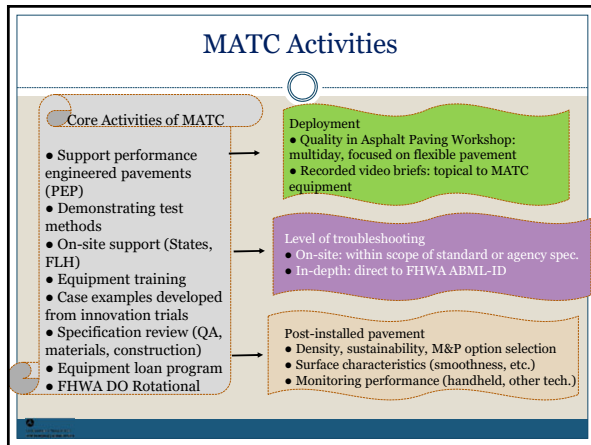 MATC Activities
Core Activities of MATC
● Support performance
engineered pavements
(PEP)
● Demonstrating test
methods
● On-site support (States,
FLH)
● Equipment training
● Case examples developed
from innovation trials
● Specification review (QA,
materials, construction)
● Equipment loan program
● FHWA DO Rotational
Deployment
● Quality in Asphalt Paving Workshop:
multiday, focused on flexible pavement
● Recorded video briefs: topical to MATC
equipment
Level of troubleshooting
● On-site: within scope of standard or agency spec.
● In-depth: direct to FHWA ABML-ID
Post-installed pavement
● Density, sustainability, M&P option selection
● Surface characteristics (smoothness, etc.)
● Monitoring performance (handheld, other tech.)